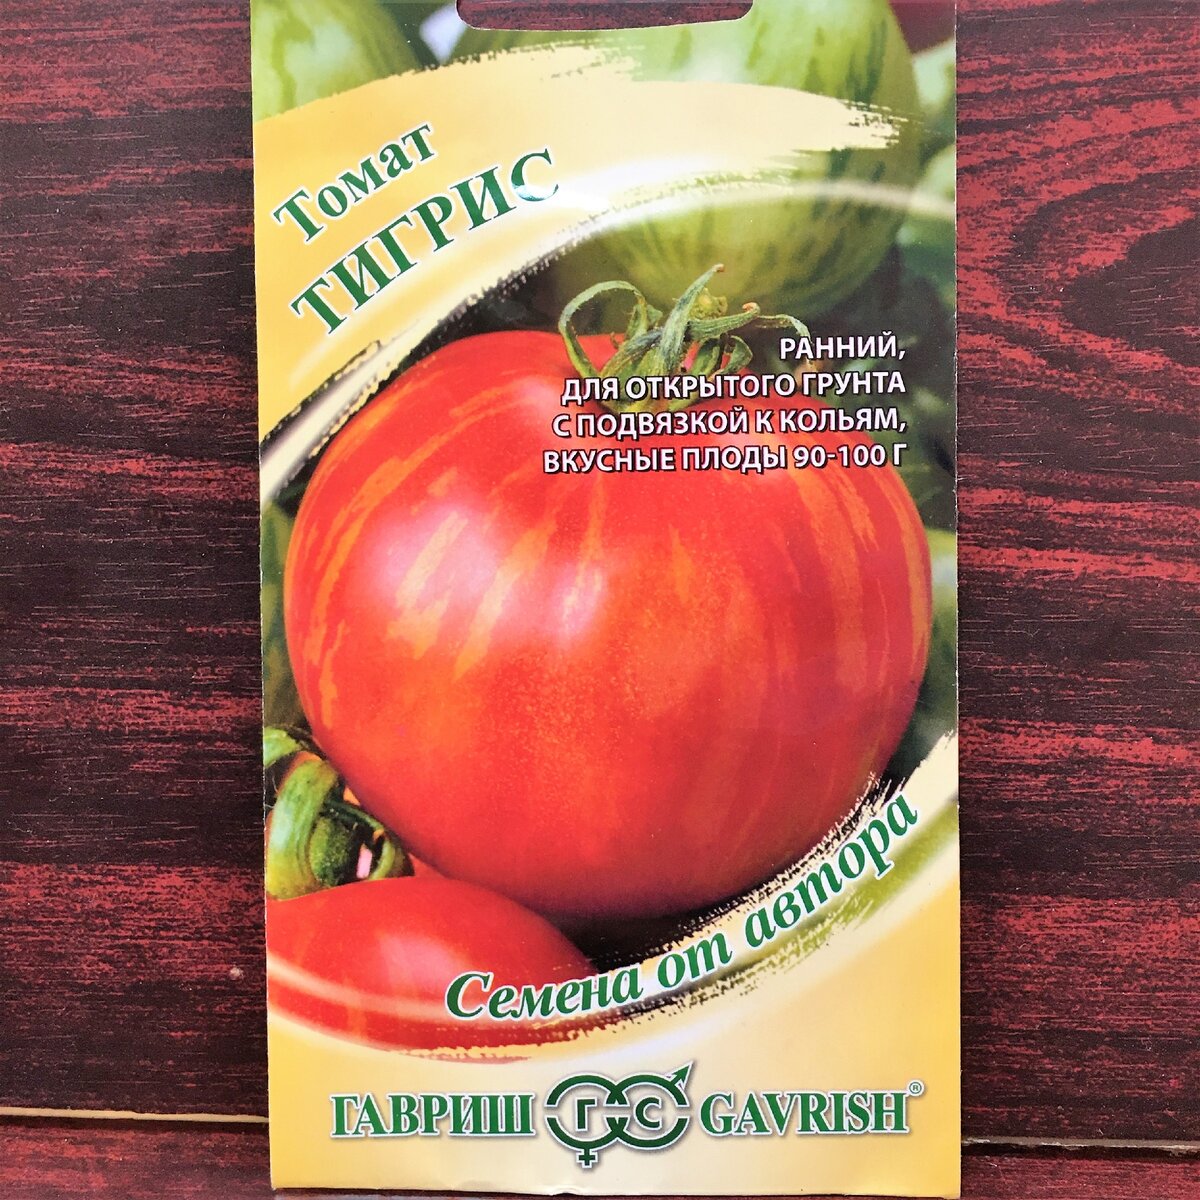 Томат
ТИГРИС
РАННИЙ,
ДЛЯ ОТКРЫТОГО ГРУНТА
С ПОДВЯЗКОЙ К КОЛЬЯМ,
ВКУСНЫЕ ПЛОДЫ 90-100 Г
Семена от автора
ГАВРИШ Г С GAVRISH®